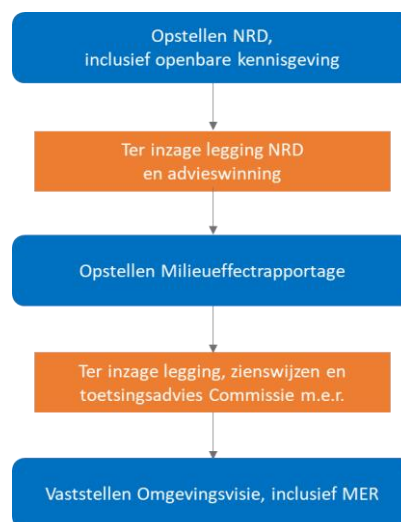 Opstellen NRD,
inclusief openbare kennisgeving
Ter inzage legging NRD
en advieswinning
Opstellen Milieueffectrapportage
Ter inzage legging, zienswijzen en
toetsingsadvies Commissie m.e.r.
Vaststellen Omgevingsvisie, inclusief MER